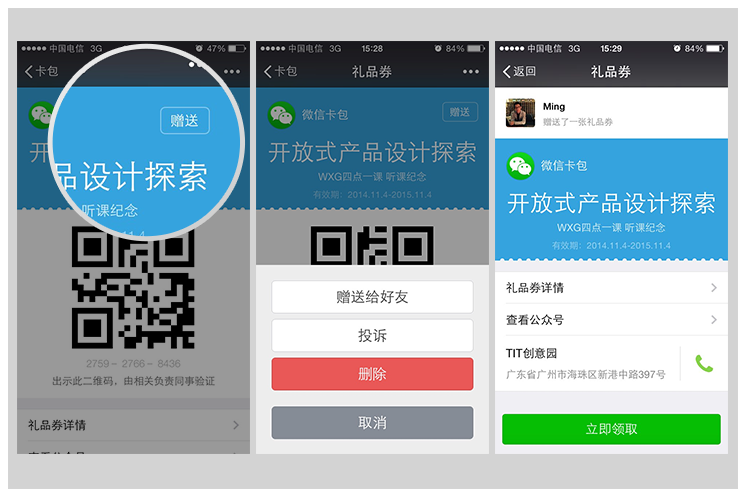 中国电信 3G
47%
卡包
赠送
开
品设计探索
听课纪念
11.4
2759 - 2766 - 8436
出示此二维码，由相关负责同事验证
礼品券详情
查看公众号
中国电信 3G 15:28 84%
卡包 礼品券
微信卡包 赠送
开放式产品设计探索
WXG四点一课 听课纪念
有效期：2014.11.4-2015.11.4
赠送给好友
投诉
删除
取消
中国电信 3G 15:29 84%
返回 礼品券
Ming
赠送了一张礼品券
微信卡包
开放式产品设计探索
WXG四点一课 听课纪念
有效期：2014.11.4-2015.11.4
礼品券详情
查看公众号
TIT创意园
广东省广州市海珠区新港中路397号
立即领取